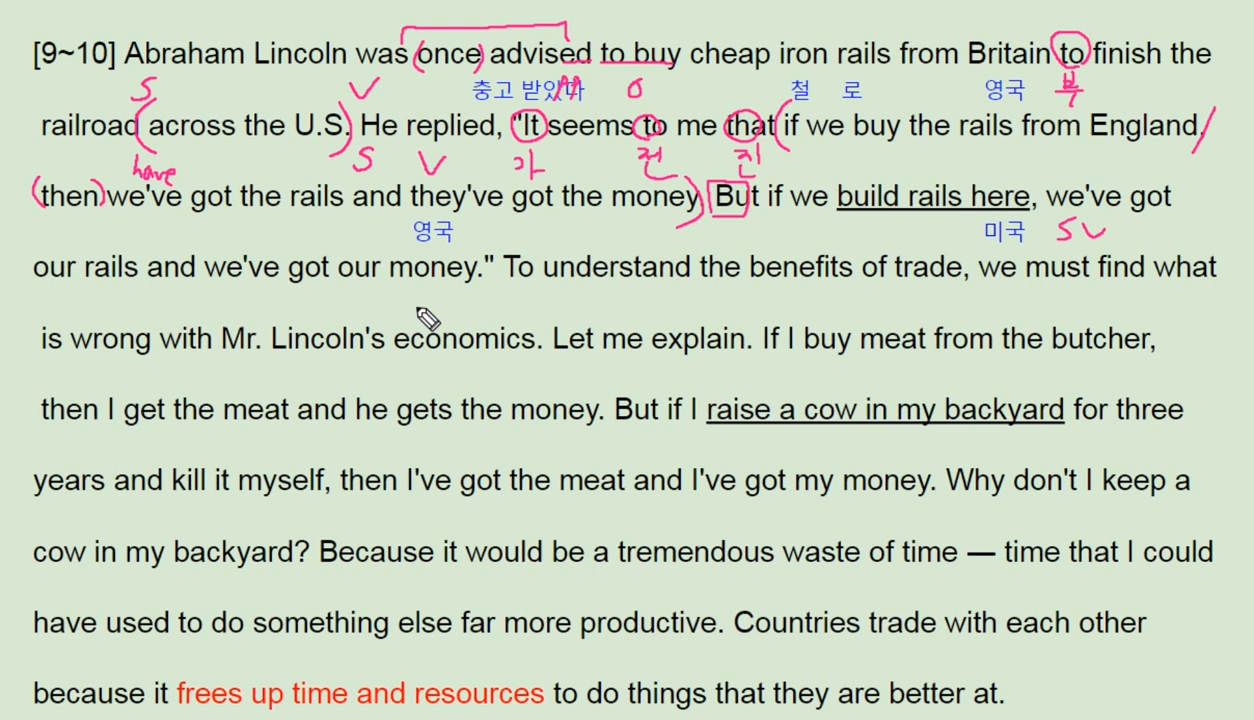 [9~10] Abraham Lincoln was (once) advised to buy cheap iron rails from Britain to finish the
S V 충고 받았다 O 철 로 영국 부
railroad (across the U.S.) He replied, "It seems to me that (if we buy the rails from England,/
have S V 가 전 진
(then) we've got the rails and they've got the money) But if we build rails here, we've got
영국 미국 S V
our rails and we've got our money." To understand the benefits of trade, we must find what
is wrong with Mr. Lincoln's economics. Let me explain. If I buy meat from the butcher,
then I get the meat and he gets the money. But if I raise a cow in my backyard for three
years and kill it myself, then I've got the meat and I've got my money. Why don't I keep a
cow in my backyard? Because it would be a tremendous waste of time — time that I could
have used to do something else far more productive. Countries trade with each other
because it frees up time and resources to do things that they are better at.